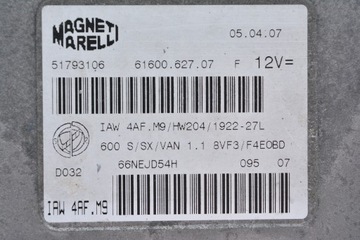 MAGNETI
MARELLI
05.04.07
51793106 61600.627.07 F 12V=
IAW 4AF.M9/HW204/1922-27L
600 S/SX/VAN 1.1 8VF3/F4EOBD
D032 66NEJD54H 095 07
IAW 4AF.M9